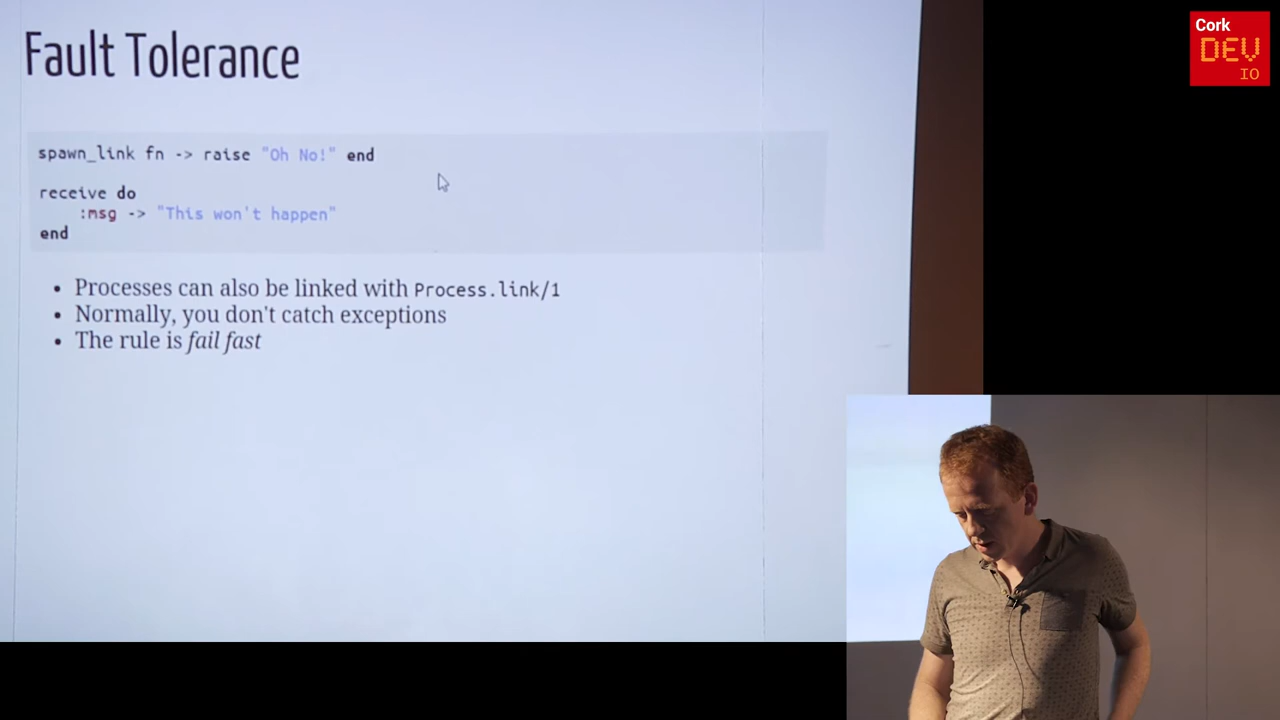 Fault Tolerance
spawn_link fn -> raise "Oh No!" end
receive do
:msg -> "This won't happen"
end
Processes can also be linked with Process.link/1
Normally, you don't catch exceptions
The rule is fail fast
Cork
DEV
IO